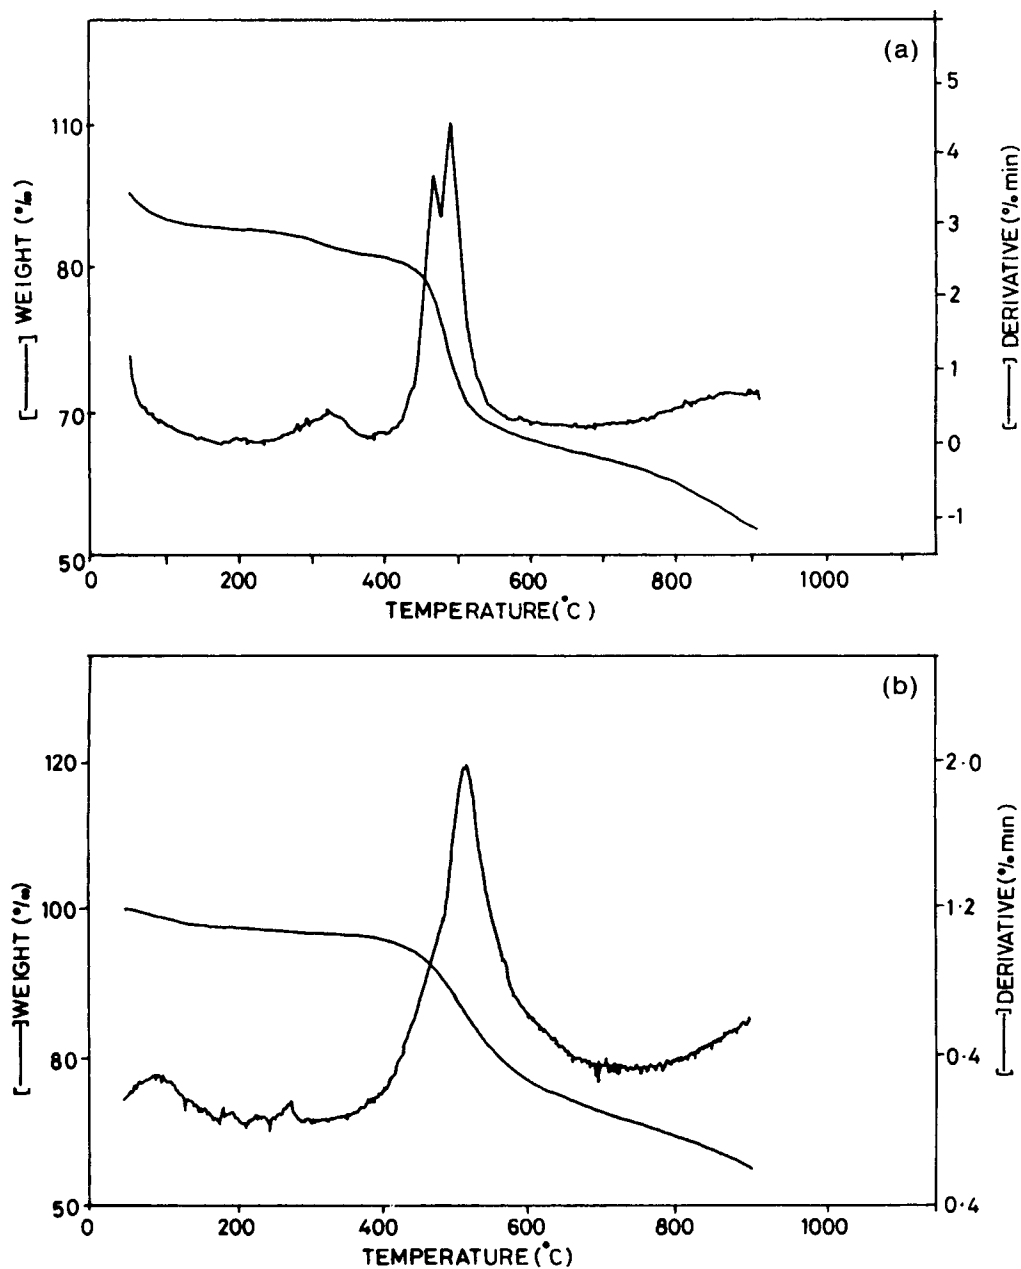 (a)
5
4
3
2
1
0
-1
[——] DERIVATIVE (% min)
110
80
70
50
[——] WEIGHT (%)
0 200 400 600 800 1000
TEMPERATURE (°C)
(b)
2·0
1·2
0·4
0·4
[——] DERIVATIVE (% min)
120
100
80
50
[——] WEIGHT (%)
0 200 400 600 800 1000
TEMPERATURE (°C)